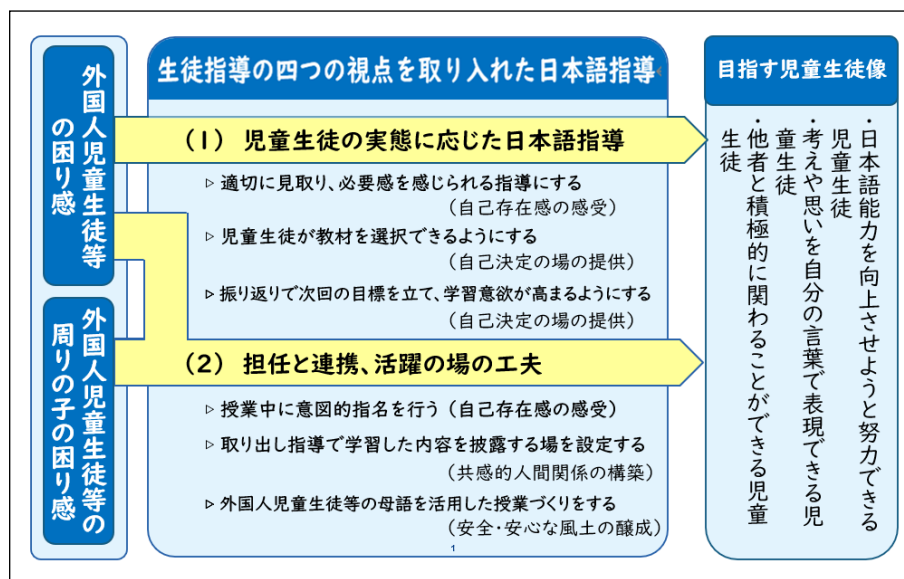 外国人児童生徒等
の困り感
外国人児童生徒等の
周りの子の困り感
生徒指導の四つの視点を取り入れた日本語指導
(1) 児童生徒の実態に応じた日本語指導
▷ 適切に見取り、必要感を感じられる指導にする
(自己存在感の感受)
▷ 児童生徒が教材を選択できるようにする
(自己決定の場の提供)
▷ 振り返りで次回の目標を立て、学習意欲が高まるようにする
(自己決定の場の提供)
(2) 担任と連携、活躍の場の工夫
▷ 授業中に意図的指名を行う (自己存在感の感受)
▷ 取り出し指導で学習した内容を披露する場を設定する
(共感的人間関係の構築)
▷ 外国人児童生徒等の母語を活用した授業づくりをする
(安全・安心な風土の醸成)
1
目指す児童生徒像
・日本語能力を向上させようと努力できる
児童生徒
・考えや思いを自分の言葉で表現できる児
童生徒
・他者と積極的に関わることができる児童
生徒